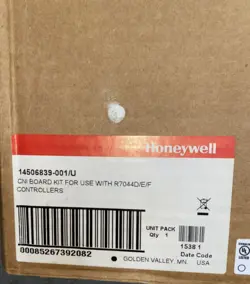 Honeywell
14506839-001/U
CNI BOARD KIT FOR USE WITH R7044D/E/F
CONTROLLERS
UNIT PACK
Qty 1
1538 1
Date Code
00085267392082
GOLDEN VALLEY, MN. USA